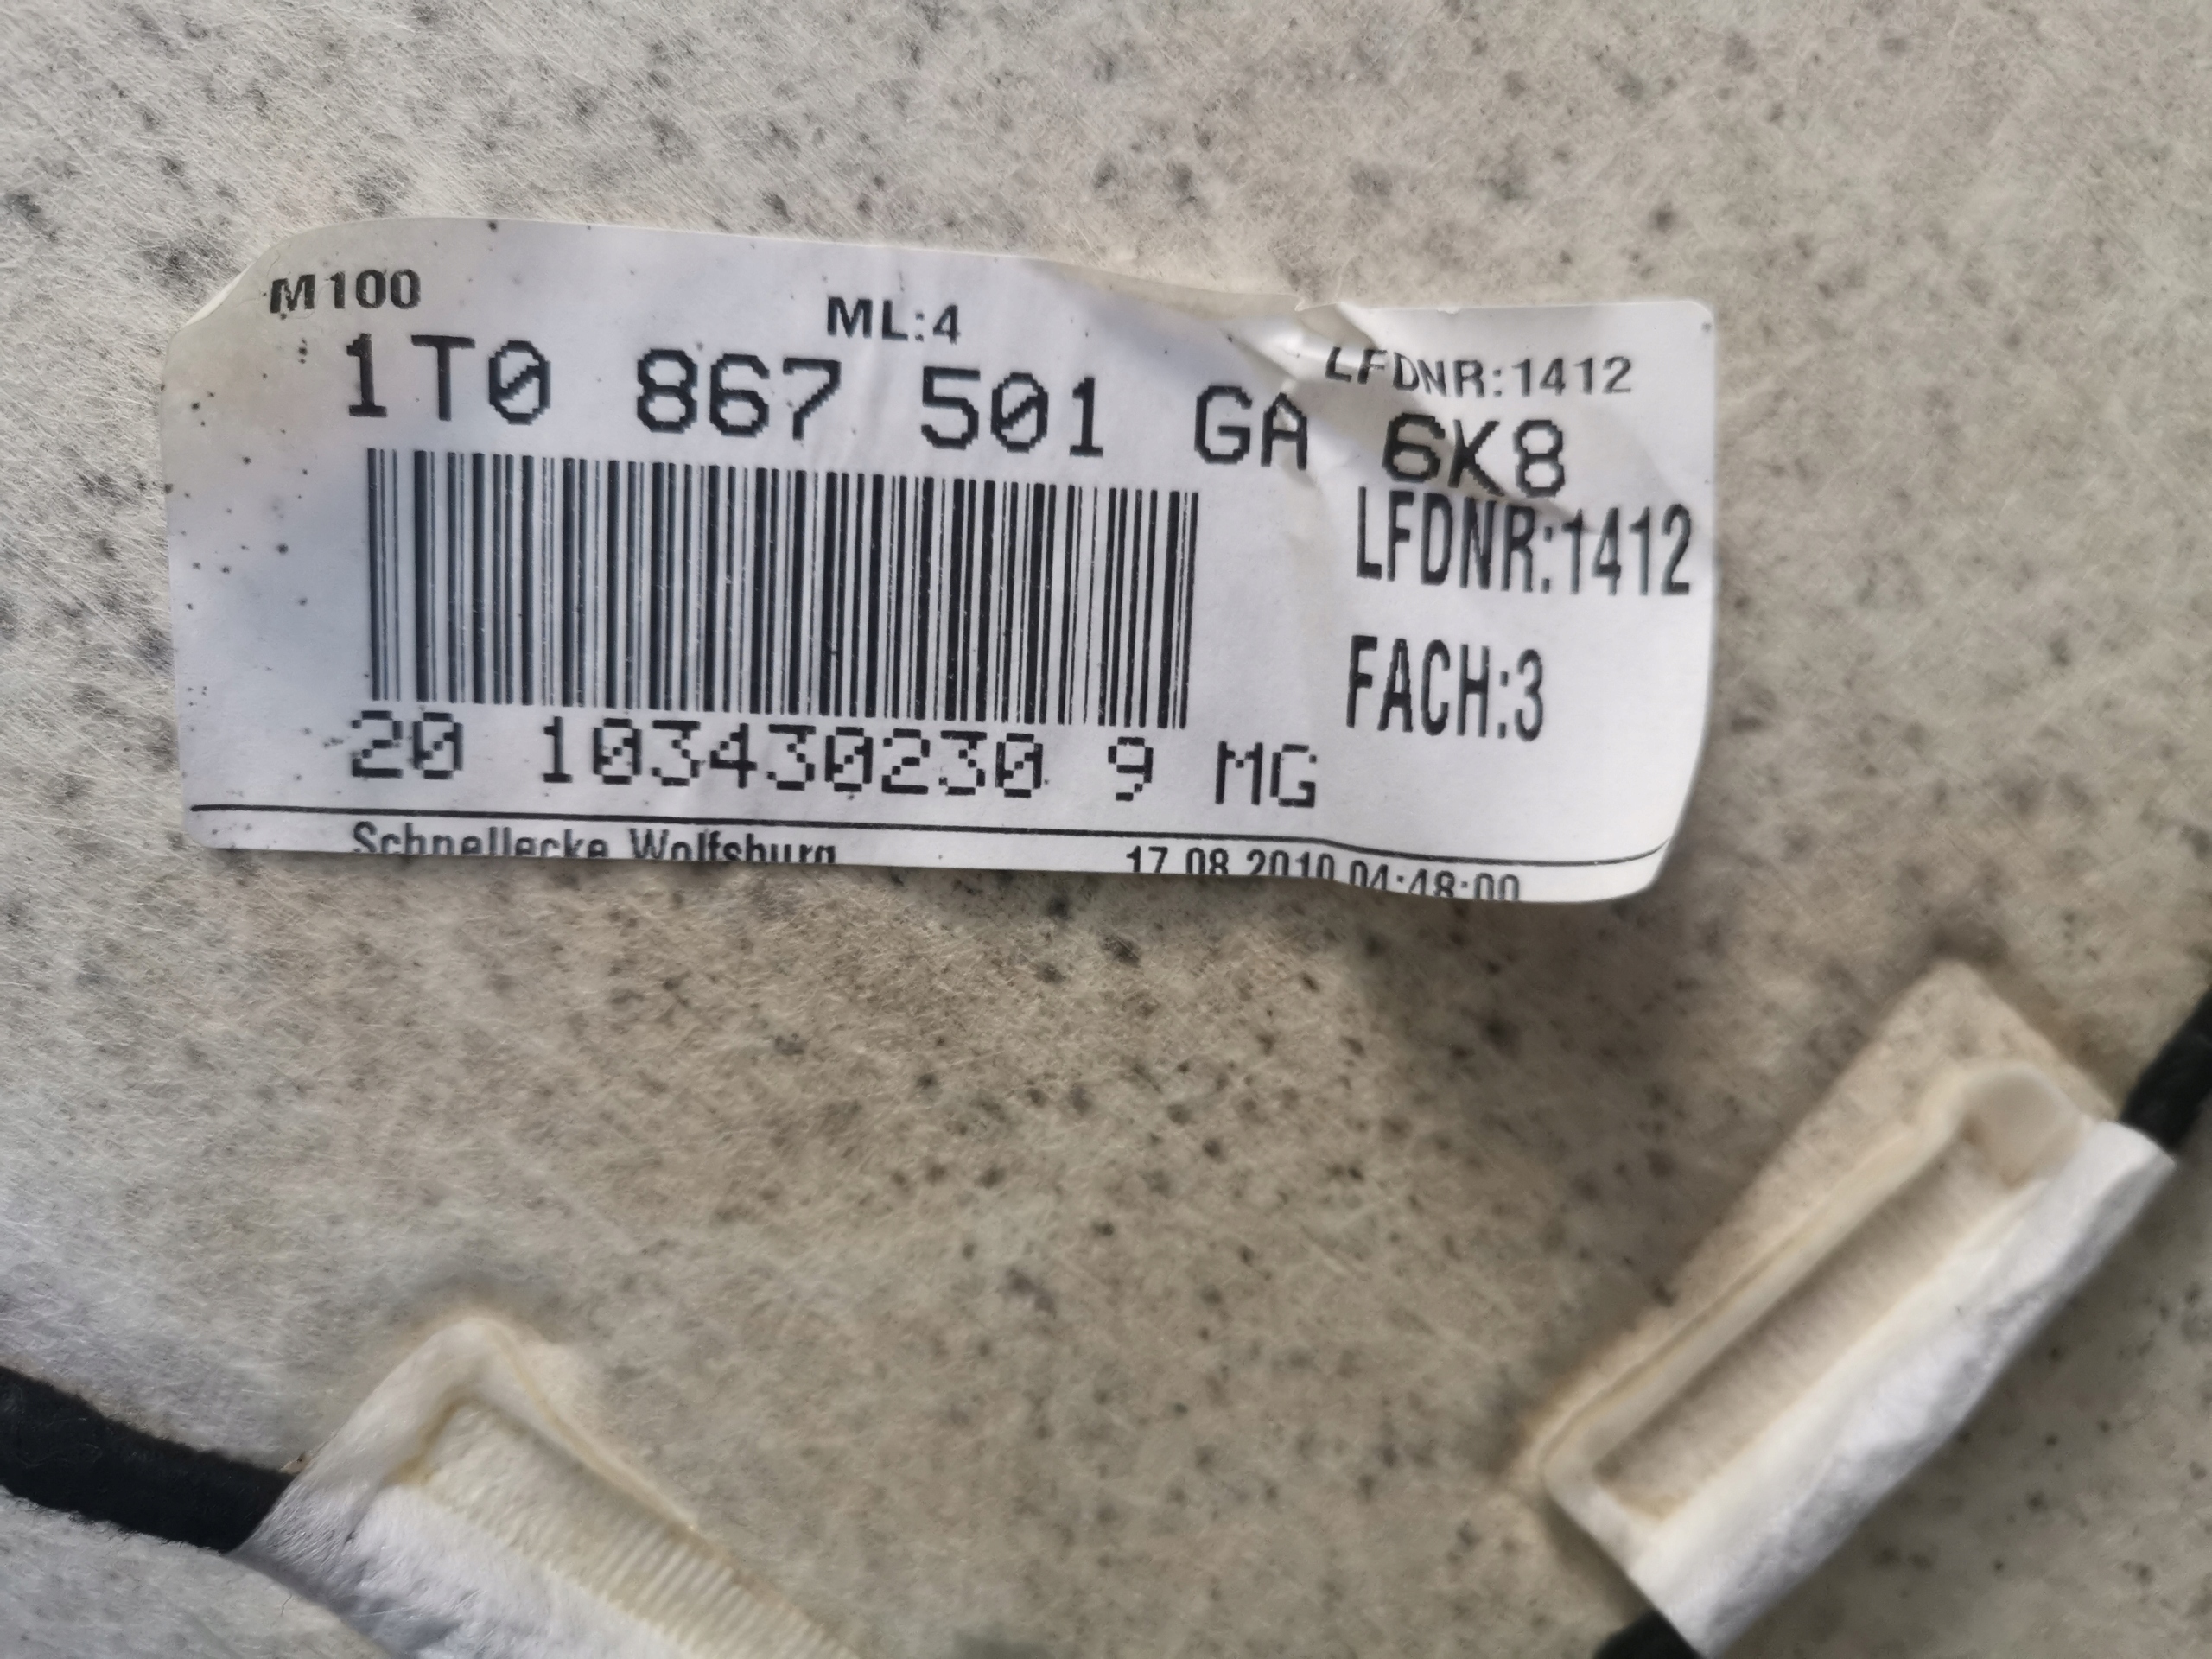 M100
ML:4
LFDNR:1412
1T0 867 501 GA 6K8
LFDNR:1412
FACH:3
20 103430230 9 MG
Schnellecke Wolfsburg
17.08.2010 04:48:00